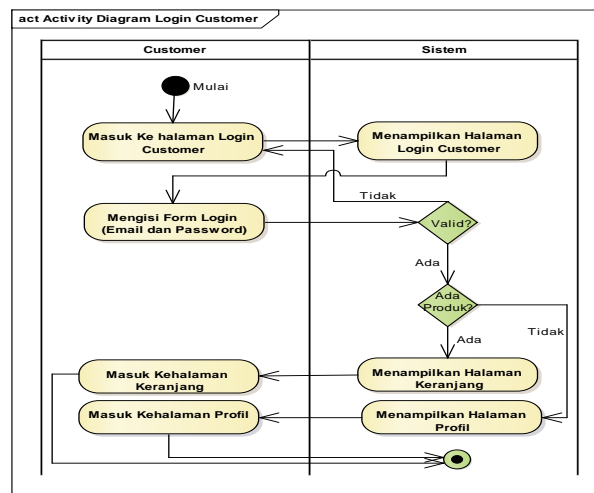 act Activity Diagram Login Customer
Customer
Sistem
Mulai
Masuk Ke halaman Login
Customer
Menampilkan Halaman
Login Customer
Tidak
Mengisi Form Login
(Email dan Password)
Valid?
Ada
Ada
Produk?
Tidak
Ada
Masuk Kehalaman
Keranjang
Menampilkan Halaman
Keranjang
Masuk Kehalaman Profil
Menampilkan Halaman
Profil